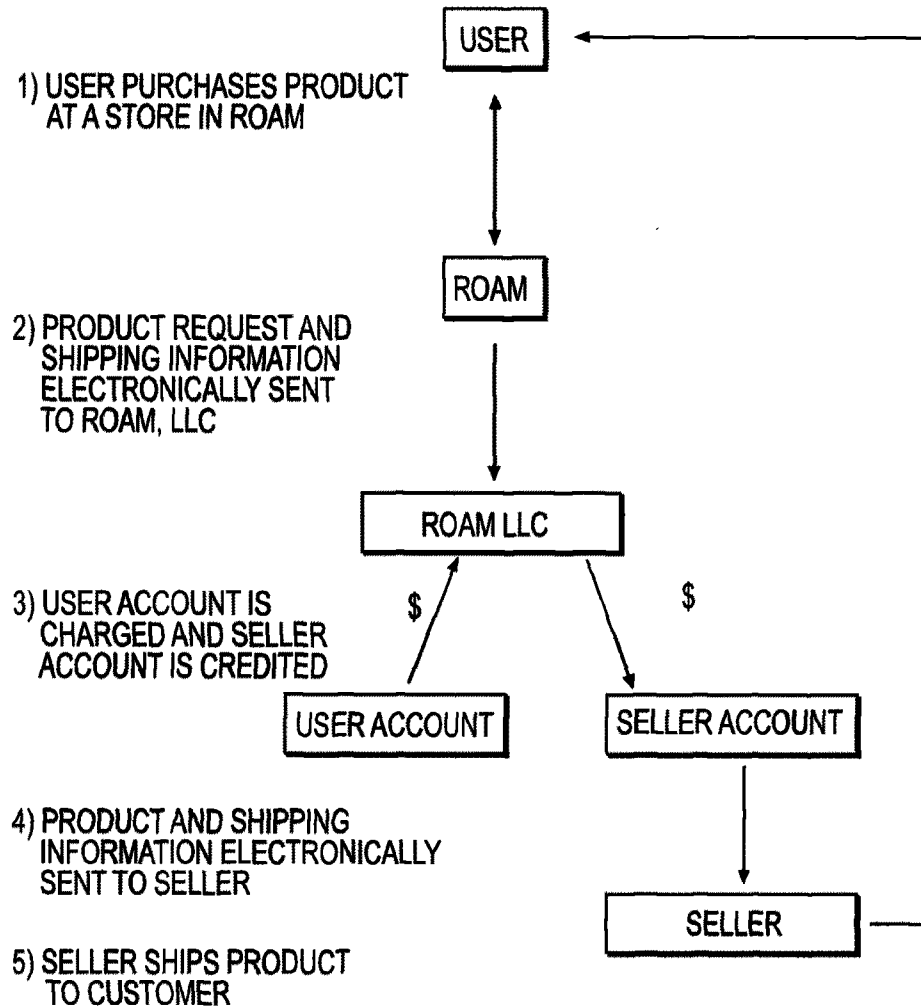 USER
1) USER PURCHASES PRODUCT
AT A STORE IN ROAM
ROAM
2) PRODUCT REQUEST AND
SHIPPING INFORMATION
ELECTRONICALLY SENT
TO ROAM, LLC
ROAM LLC
3) USER ACCOUNT IS
CHARGED AND SELLER
ACCOUNT IS CREDITED
$
$
USER ACCOUNT
SELLER ACCOUNT
4) PRODUCT AND SHIPPING
INFORMATION ELECTRONICALLY
SENT TO SELLER
SELLER
5) SELLER SHIPS PRODUCT
TO CUSTOMER